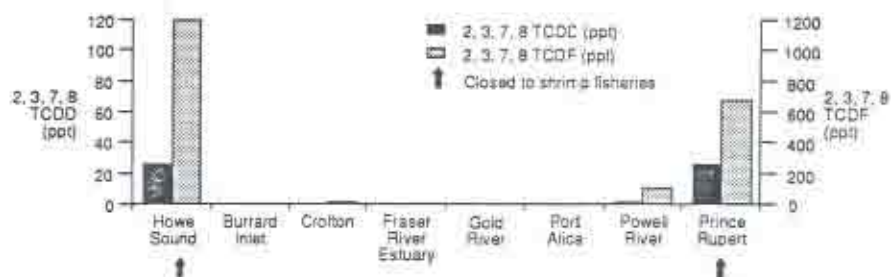 120
100
80
60
40
20
0
2, 3, 7, 8
TCDD
(ppt)
2, 3, 7, 8 TCDD (ppt)
2, 3, 7, 8 TCDF (ppt)
Closed to shrimp fisheries
1200
1000
800
600
400
200
0
2, 3, 7, 8
TCDF
(ppt)
Howe
Sound
Burrard
Inlet
Crofton
Fraser
River
Estuary
Gold
River
Port
Alice
Powell
River
Prince
Rupert